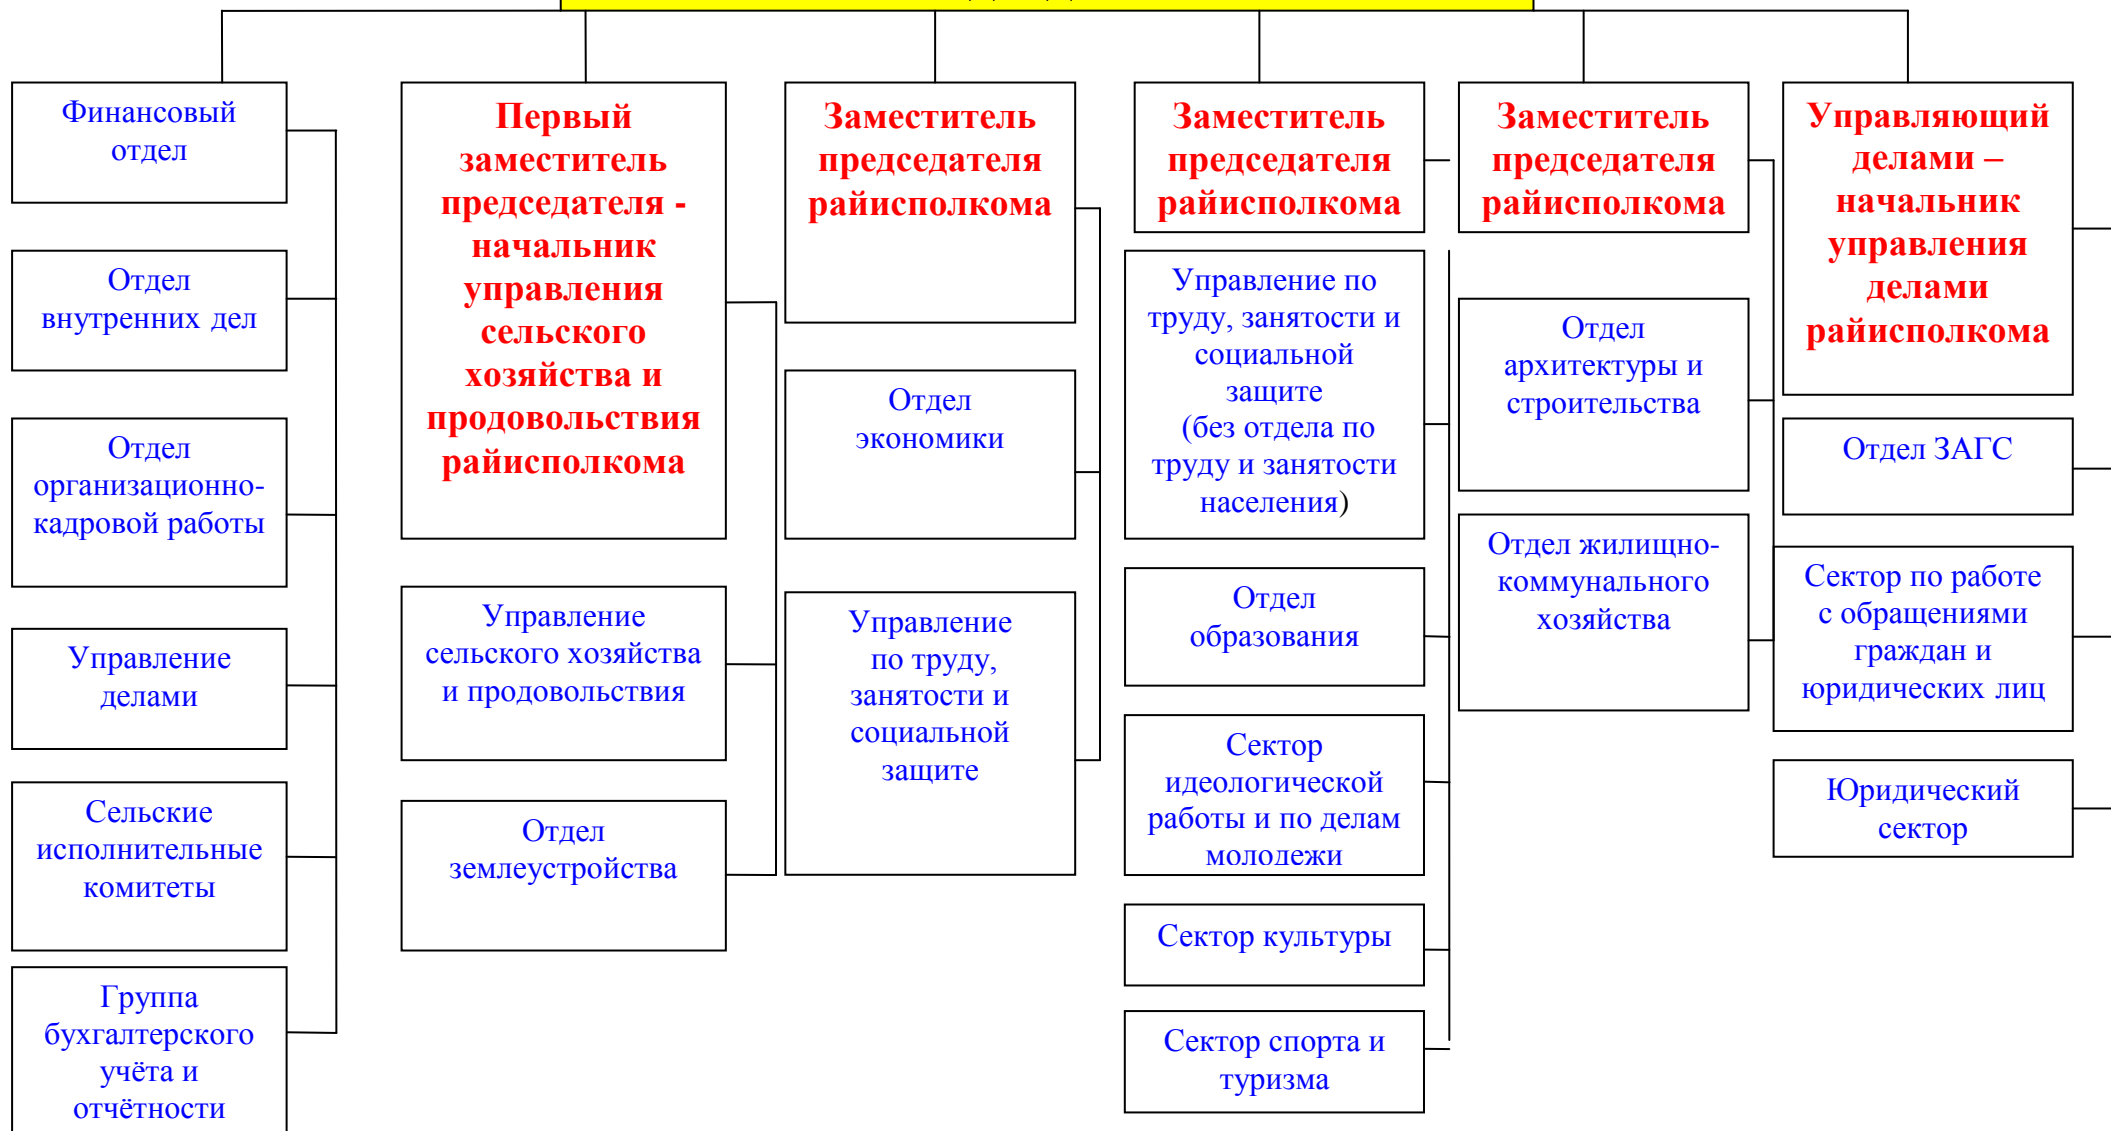 Финансовый
отдел
Отдел
внутренних дел
Отдел
организационно-
кадровой работы
Управление
делами
Сельские
исполнительные
комитеты
Группа
бухгалтерского
учёта и
отчётности
Первый
заместитель
председателя -
начальник
управления
сельского
хозяйства и
продовольствия
райисполкома
Управление
сельского хозяйства
и продовольствия
Отдел
землеустройства
Заместитель
председателя
райисполкома
Отдел
экономики
Управление
по труду,
занятости и
социальной
защите
Заместитель
председателя
райисполкома
Управление по
труду, занятости и
социальной
защите
(без отдела по
труду и занятости
населения)
Отдел
образования
Сектор
идеологической
работы и по делам
молодежи
Сектор культуры
Сектор спорта и
туризма
Заместитель
председателя
райисполкома
Отдел
архитектуры и
строительства
Отдел жилищно-
коммунального
хозяйства
Управляющий
делами –
начальник
управления
делами
райисполкома
Отдел ЗАГС
Сектор по работе
с обращениями
граждан и
юридических лиц
Юридический
сектор